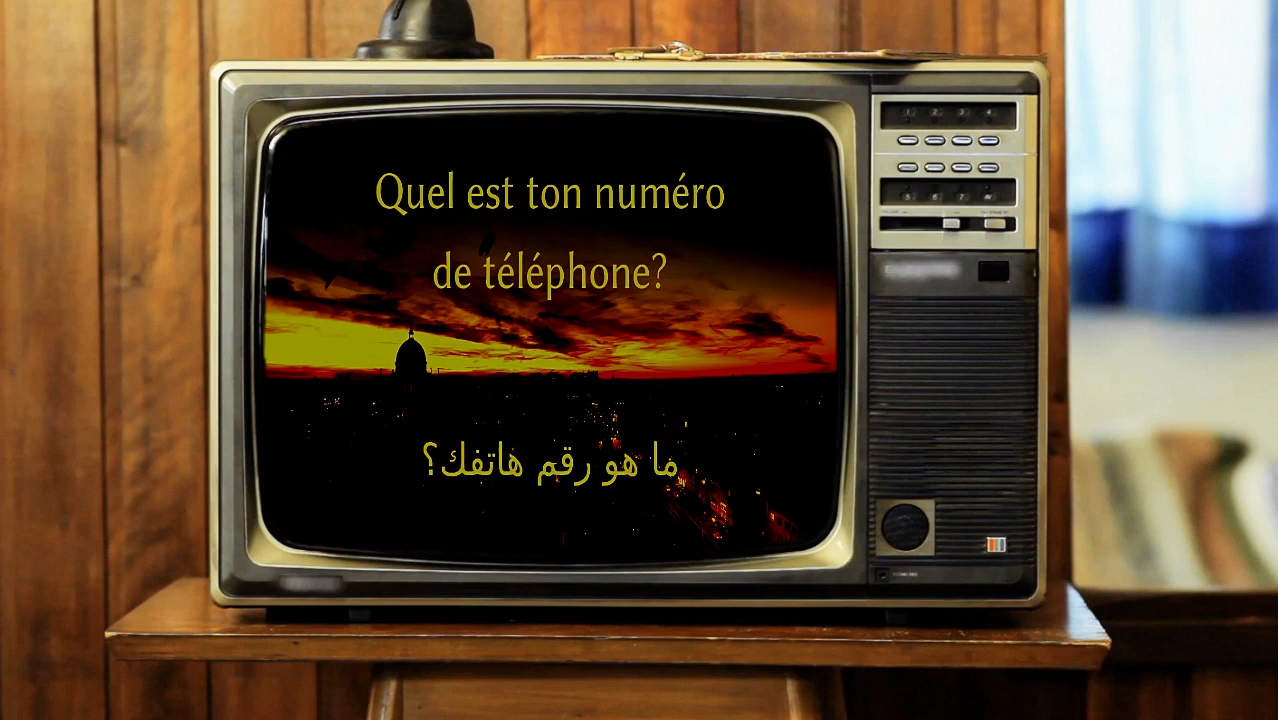 Quel est ton numéro
de téléphone?
ما هو رقم هاتفك؟